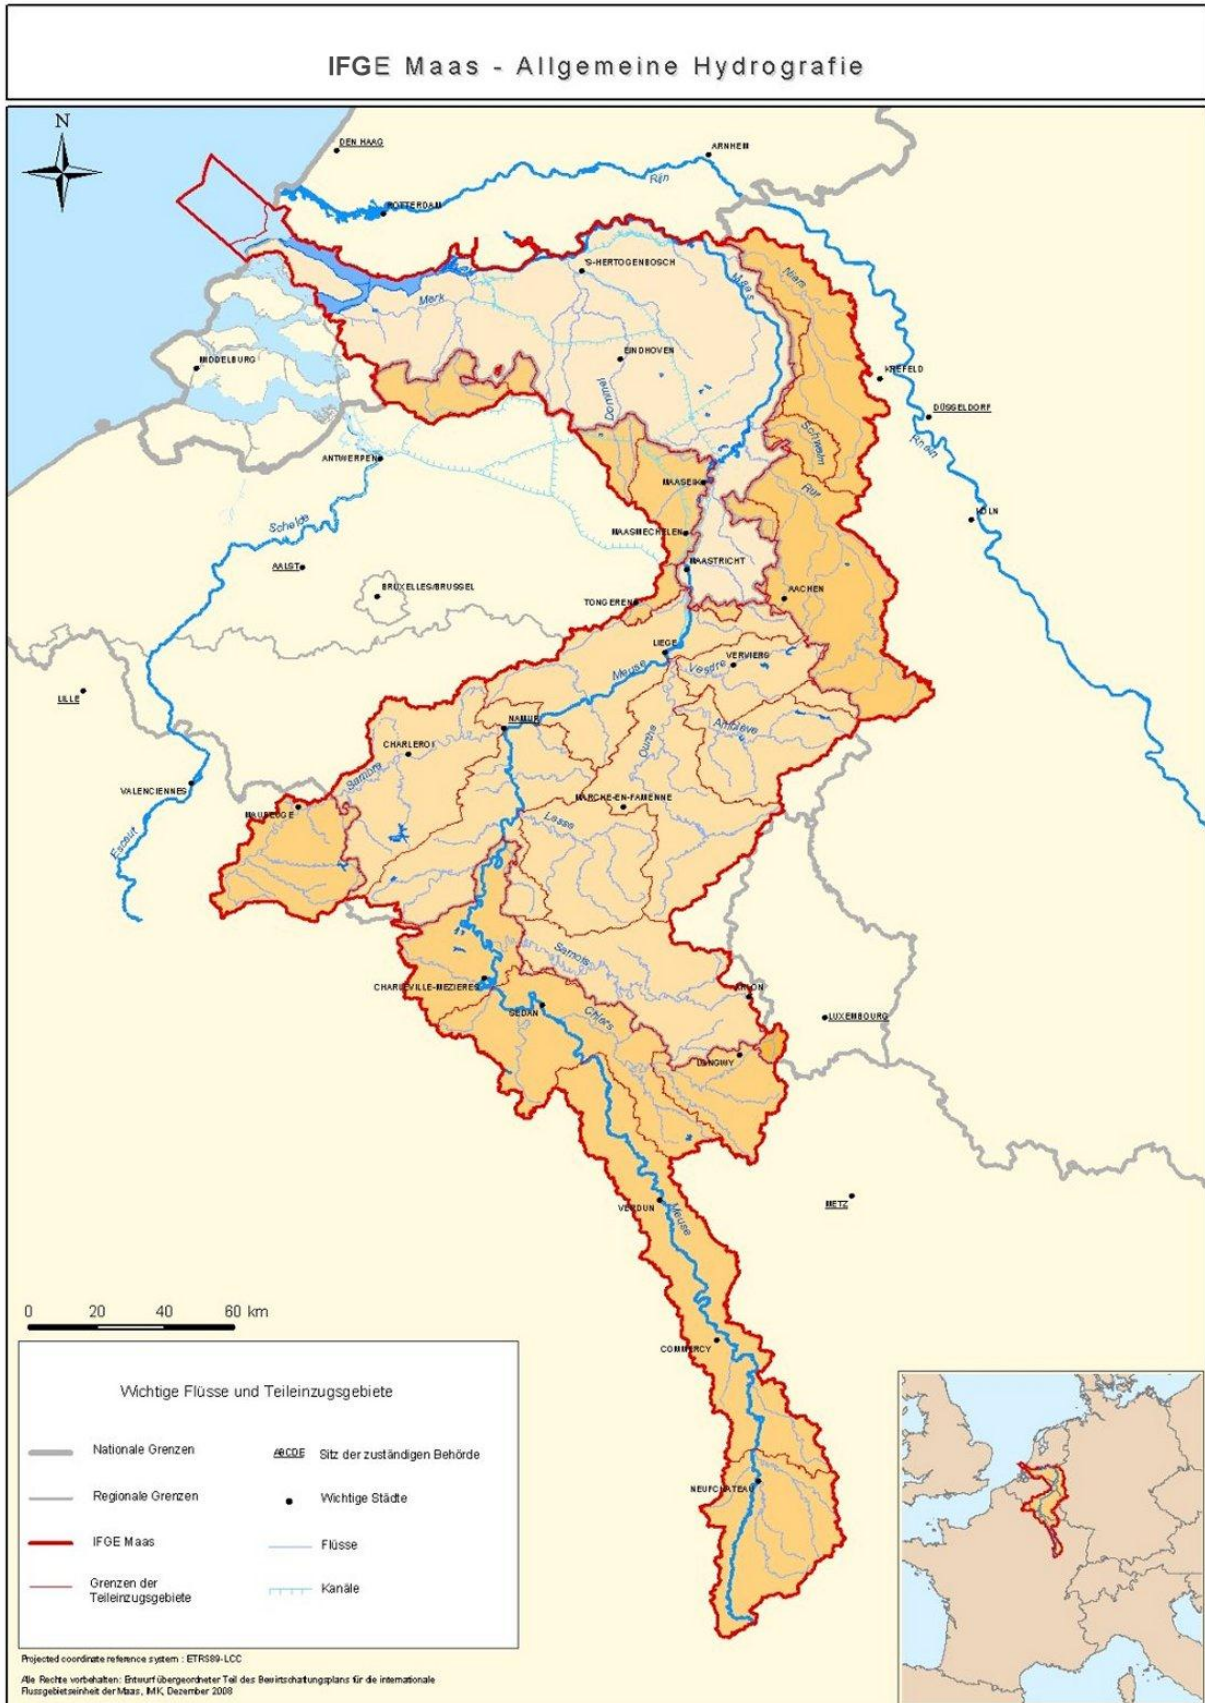 IFGE Maas - Allgemeine Hydrografie
N
DEN HAAG
ARNHEIM
Rijn
ROTTERDAM
'S-HERTOGENBOSCH
Maas
Niers
Merk
EINDHOVEN
MIDDELBURG
KREFELD
Dommel
DÜSSELDORF
Schwalm
Rhein
ANTWERPEN
MAASEIK
Rur
KÖLN
Schelde
MAASMECHELEN
AALST
MAASTRICHT
BRUXELLES/BRUSSEL
AACHEN
TONGEREN
LIEGE
VERVIERS
Meuse
Vesdre
LILLE
NAMUR
Amblève
Ourthe
CHARLEROI
Sambre
VALENCIENNES
MARCHE-EN-FAMENNE
MAUBEUGE
Lesse
Escaut
Semois
CHARLEVILLE-MEZIERES
ARLON
SEDAN
Chiers
LUXEMBOURG
LONGWY
METZ
VERDUN
Meuse
COMMERCY
NEUFCHATEAU
0 20 40 60 km
Wichtige Flüsse und Teileinzugsgebiete
Nationale Grenzen
ABCDE Sitz der zuständigen Behörde
Regionale Grenzen
Wichtige Städte
IFGE Maas
Flüsse
Grenzen der
Teileinzugsgebiete
Kanäle
Projected coordinate reference system : ETRS89-LCC
Alle Rechte vorbehalten: Entwurf übergeordneter Teil des Bewirtschaftungsplans für die internationale
Flussgebietseinheit der Maas, IMK, Dezember 2008